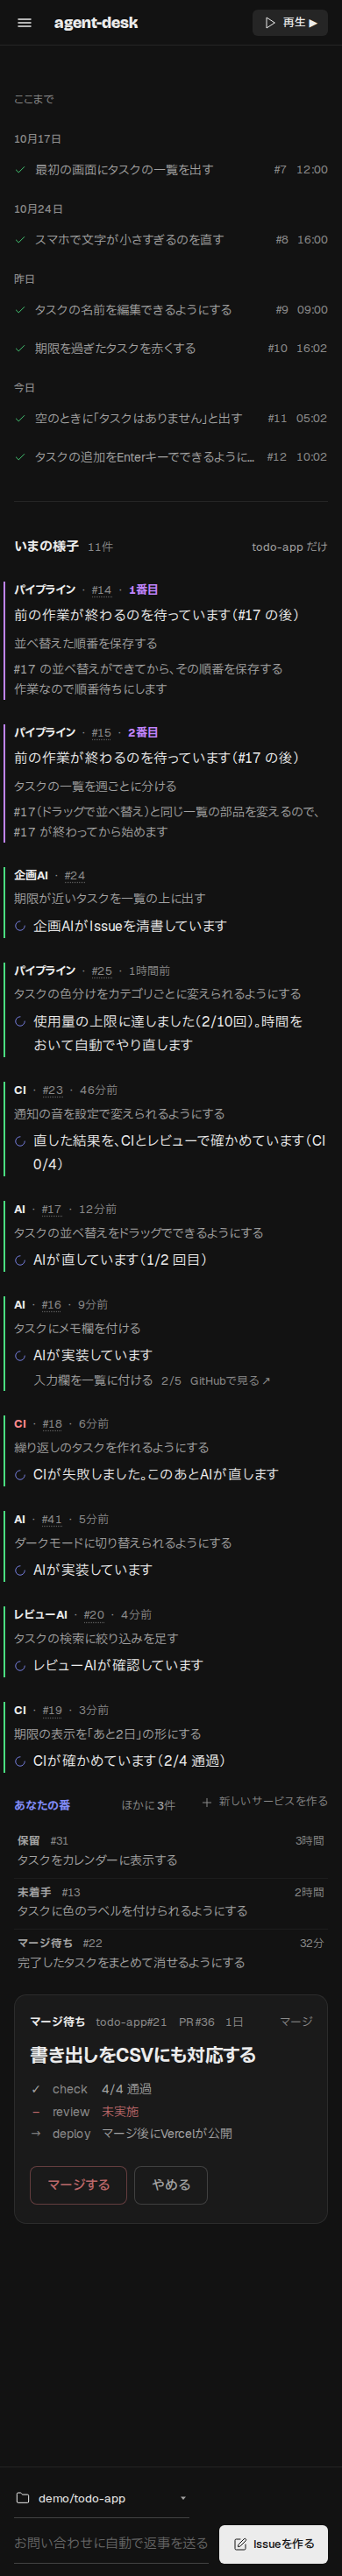 agent-desk
再生 ▶
ここまで
10月17日
最初の画面にタスクの一覧を出す #7 12:00
10月24日
スマホで文字が小さすぎるのを直す #8 16:00
昨日
タスクの名前を編集できるようにする #9 09:00
期限を過ぎたタスクを赤くする #10 16:02
今日
空のときに「タスクはありません」と出す #11 05:02
タスクの追加をEnterキーでできるように… #12 10:02
いまの様子 11件 todo-app だけ
パイプライン · #14 · 1番目
前の作業が終わるのを待っています(#17 の後)
並べ替えた順番を保存する
#17 の並べ替えができてから、その順番を保存する
作業なので順番待ちにします
パイプライン · #15 · 2番目
前の作業が終わるのを待っています(#17 の後)
タスクの一覧を週ごとに分ける
#17(ドラッグで並べ替え)と同じ一覧の部品を変えるので、
#17 が終わってから始めます
企画AI · #24
期限が近いタスクを一覧の上に出す
企画AIがIssueを清書しています
パイプライン · #25 · 1時間前
タスクの色分けをカテゴリごとに変えられるようにする
使用量の上限に達しました(2/10回)。時間を
おいて自動でやり直します
CI · #23 · 46分前
通知の音を設定で変えられるようにする
直した結果を、CIとレビューで確かめています(CI
0/4)
AI · #17 · 12分前
タスクの並べ替えをドラッグでできるようにする
AIが直しています(1/2 回目)
AI · #16 · 9分前
タスクにメモ欄を付ける
AIが実装しています
入力欄を一覧に付ける 2/5 GitHubで見る ↗
CI · #18 · 6分前
繰り返しのタスクを作れるようにする
CIが失敗しました。このあとAIが直します
AI · #41 · 5分前
ダークモードに切り替えられるようにする
AIが実装しています
レビューAI · #20 · 4分前
タスクの検索に絞り込みを足す
レビューAIが確認しています
CI · #19 · 3分前
期限の表示を「あと2日」の形にする
CIが確かめています(2/4 通過)
あなたの番 ほかに 3件 ＋ 新しいサービスを作る
保留 #31 3時間
タスクをカレンダーに表示する
未着手 #13 2時間
タスクに色のラベルを付けられるようにする
マージ待ち #22 32分
完了したタスクをまとめて消せるようにする
マージ待ち todo-app#21 PR #36 1日 マージ
書き出しをCSVにも対応する
✓ check 4/4 通過
– review 未実施
→ deploy マージ後にVercelが公開
マージする やめる
demo/todo-app
お問い合わせに自動で返事を送る Issueを作る